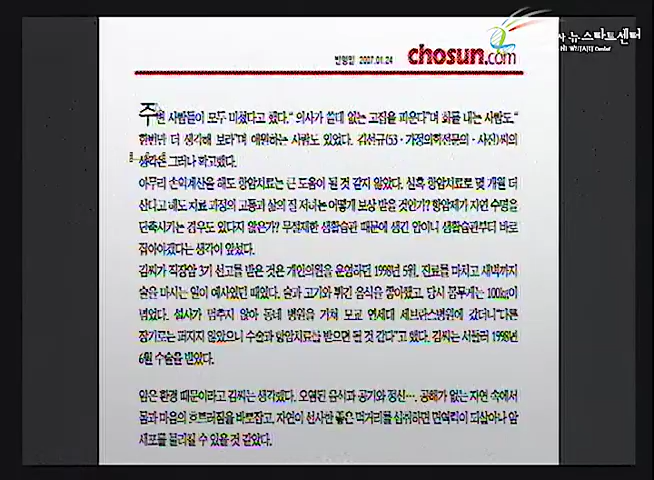 뉴스타트센터
발행일 2007.01.24 chosun.com
주변 사람들이 모두 미쳤다고 했다. “ 의사가 쓸데 없는 고집을 피운다”며 화를 내는 사람도, “
한번만 더 생각해 보라”며 애원하는 사람도 있었다. 김선규(53·가정의학전문의·사진)씨의
생각은 그러나 확고했다.
아무리 손익계산을 해도 항암치료는 큰 도움이 될 것 같지 않았다. 혹 항암치료로 몇 개월 더
산다고 해도 치료 과정의 고통과 삶의 질 저하는 어떻게 보상 받을 것인가? 항암제가 자연 수명을
단축시키는 경우도 있다지 않은가? 무절제한 생활습관 때문에 생긴 암이니 생활습관부터 바로
잡아야겠다는 생각이 앞섰다.
김씨가 직장암 3기 선고를 받은 것은 개인의원을 운영하던 1998년 5월. 진료를 마치고 새벽까지
술을 마시는 일이 예사였던 때였다. 술과 고기와 튀긴 음식을 좋아했고, 당시 몸무게는 100kg이
넘었다. 설사가 멈추지 않아 동네 병원을 거쳐 모교 연세대 세브란스병원에 갔더니 “다른
장기로는 퍼지지 않았으니 수술과 항암치료를 받으면 될 것 같다”고 했다. 김씨는 서둘러 1998년
6월 수술을 받았다.
암은 환경 때문이라고 김씨는 생각했다. 오염된 음식과 공기와 정신…. 공해가 없는 자연 속에서
몸과 마음의 흐트러짐을 바로잡고, 자연이 선사한 좋은 먹거리를 섭취하면 면역력이 되살아나 암
세포를 물리칠 수 있을 것 같았다.